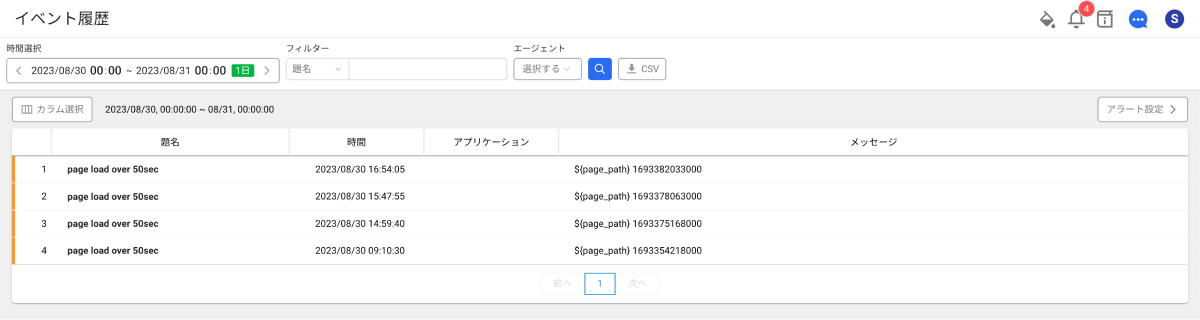 イベント履歴
4
S
時間選択
フィルター
エージェント
2023/08/30 00:00 ~ 2023/08/31 00:00 1日
題名
選択する
CSV
カラム選択
2023/08/30, 00:00:00 ~ 08/31, 00:00:00
アラート設定
題名 時間 アプリケーション メッセージ
1 page load over 50sec 2023/08/30 16:54:05 ${page_path} 1693382033000
2 page load over 50sec 2023/08/30 15:47:55 ${page_path} 1693378063000
3 page load over 50sec 2023/08/30 14:59:40 ${page_path} 1693375168000
4 page load over 50sec 2023/08/30 09:10:30 ${page_path} 1693354218000
前へ 1 次へ